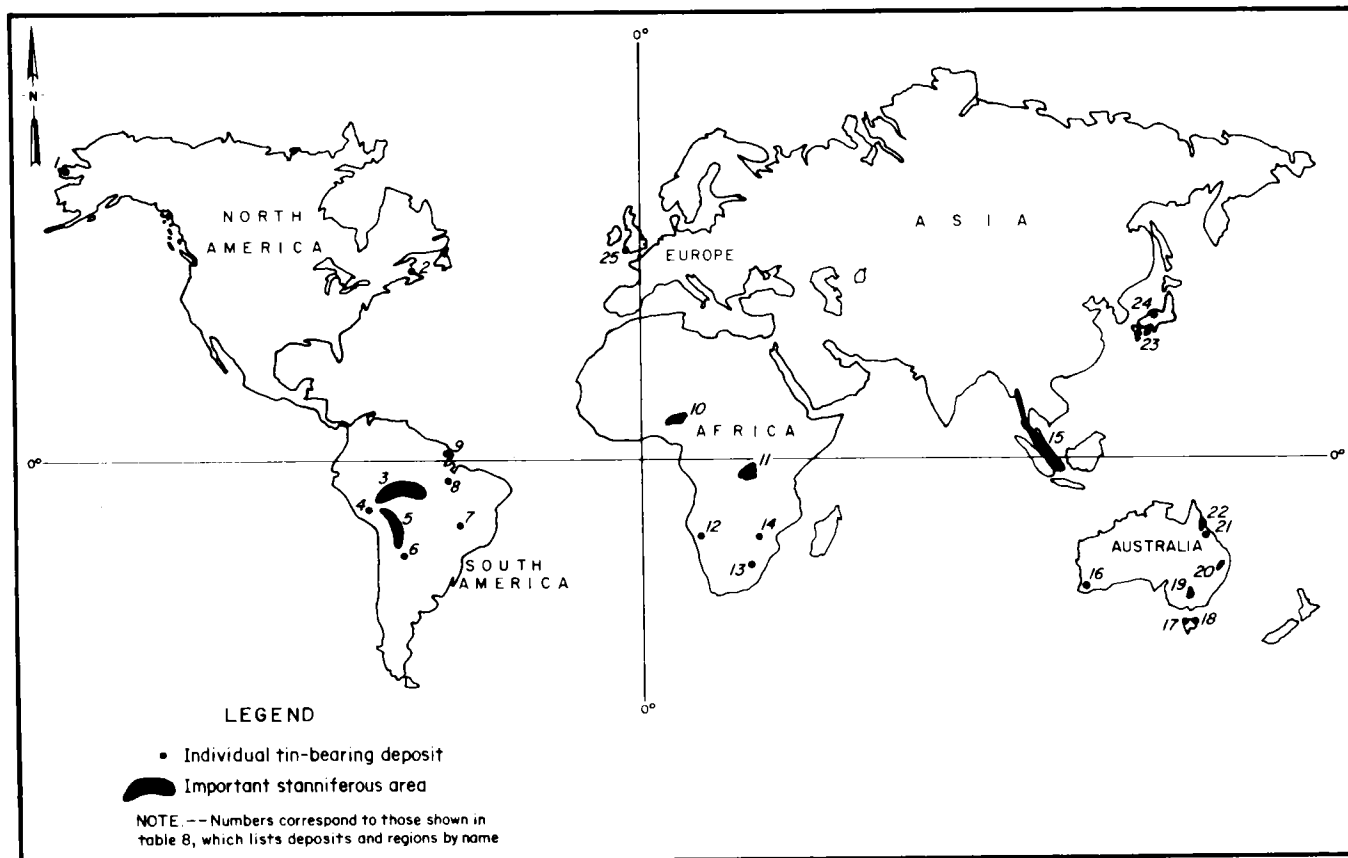 0°
N
1
NORTH
AMERICA
2
25
EUROPE
ASIA
24
23
10
AFRICA
15
9
0°
0°
11
3
8
4
5
7
6
12
14
13
SOUTH
AMERICA
22
21
AUSTRALIA
16
20
19
17
18
0°
LEGEND
Individual tin-bearing deposit
Important stanniferous area
NOTE.--Numbers correspond to those shown in
table 8, which lists deposits and regions by name